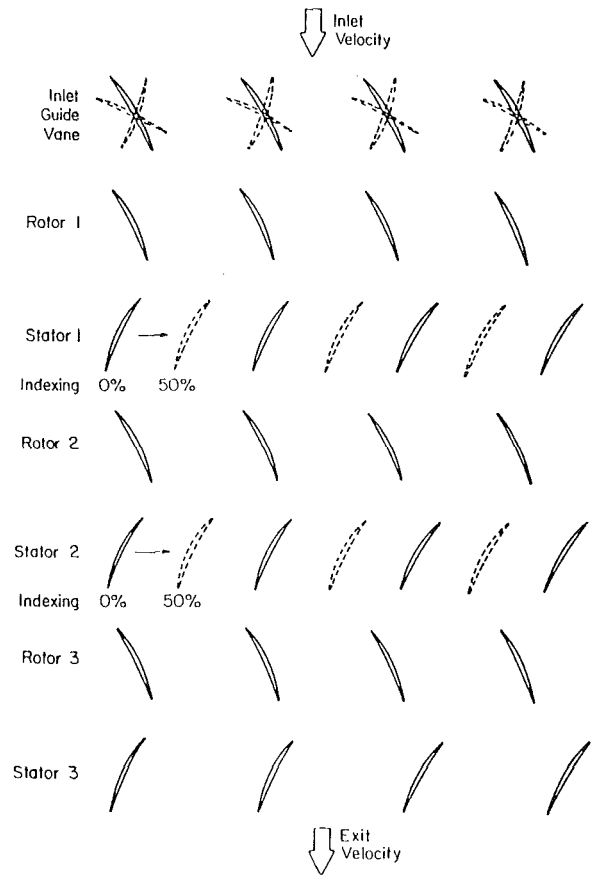 Inlet
Velocity
Inlet
Guide
Vane
Rotor 1
Stator 1
Indexing 0% 50%
Rotor 2
Stator 2
Indexing 0% 50%
Rotor 3
Stator 3
Exit
Velocity